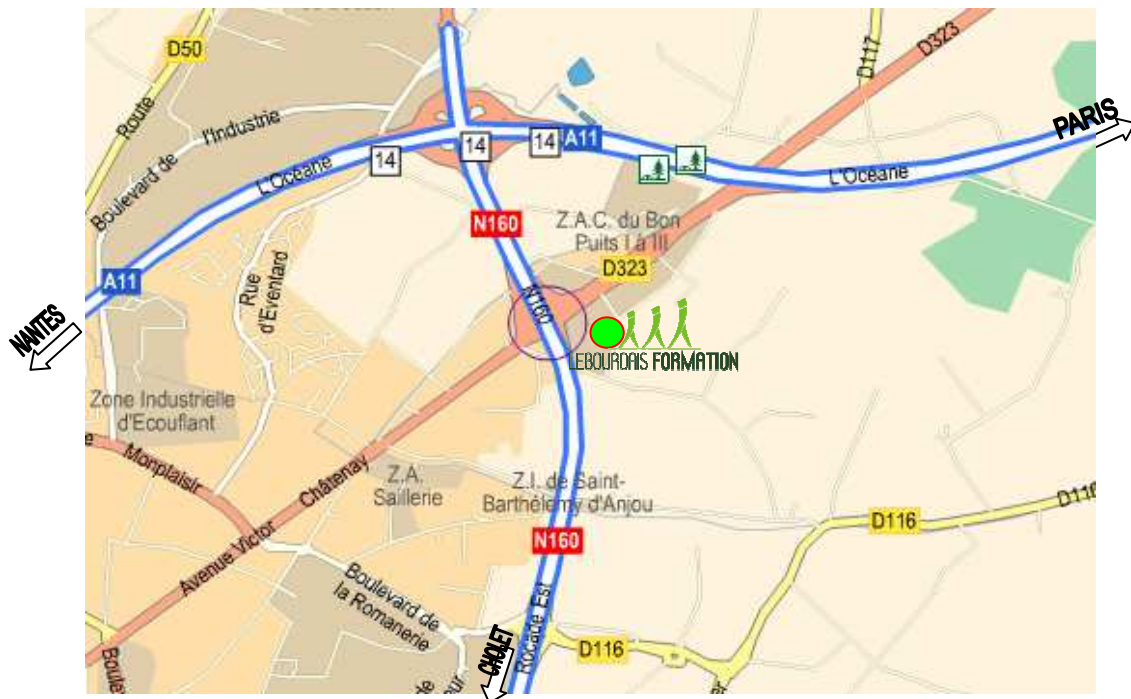 D50
D323
D117
Route
l'Industrie
Boulevard de
14
14
14
A11
PARIS
L'Océane
L'Océane
N160
Z.A.C. du Bon
Puits I à III
D323
A11
Rue
d'Éventard
N160
NANTES
LEBOURDAIS FORMATION
Zone Industrielle
d'Ecouflant
Monplaisir
Châtenay
Z.A.
Saillerie
Z.I. de Saint-
Barthélemy d'Anjou
D116
D116
N160
Avenue Victor
Boulevard de
la Romanerie
Rocade Est
CHOLET
D116